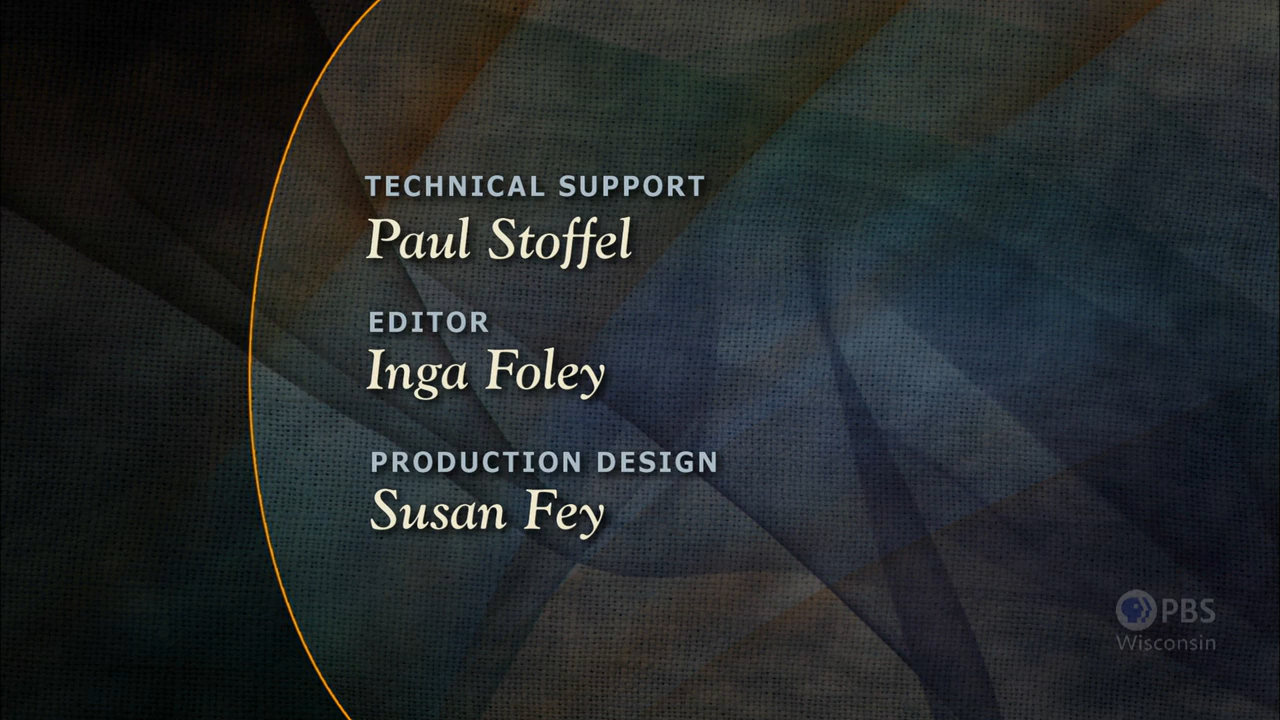 TECHNICAL SUPPORT
Paul Stoffel
EDITOR
Inga Foley
PRODUCTION DESIGN
Susan Fey
PBS
Wisconsin